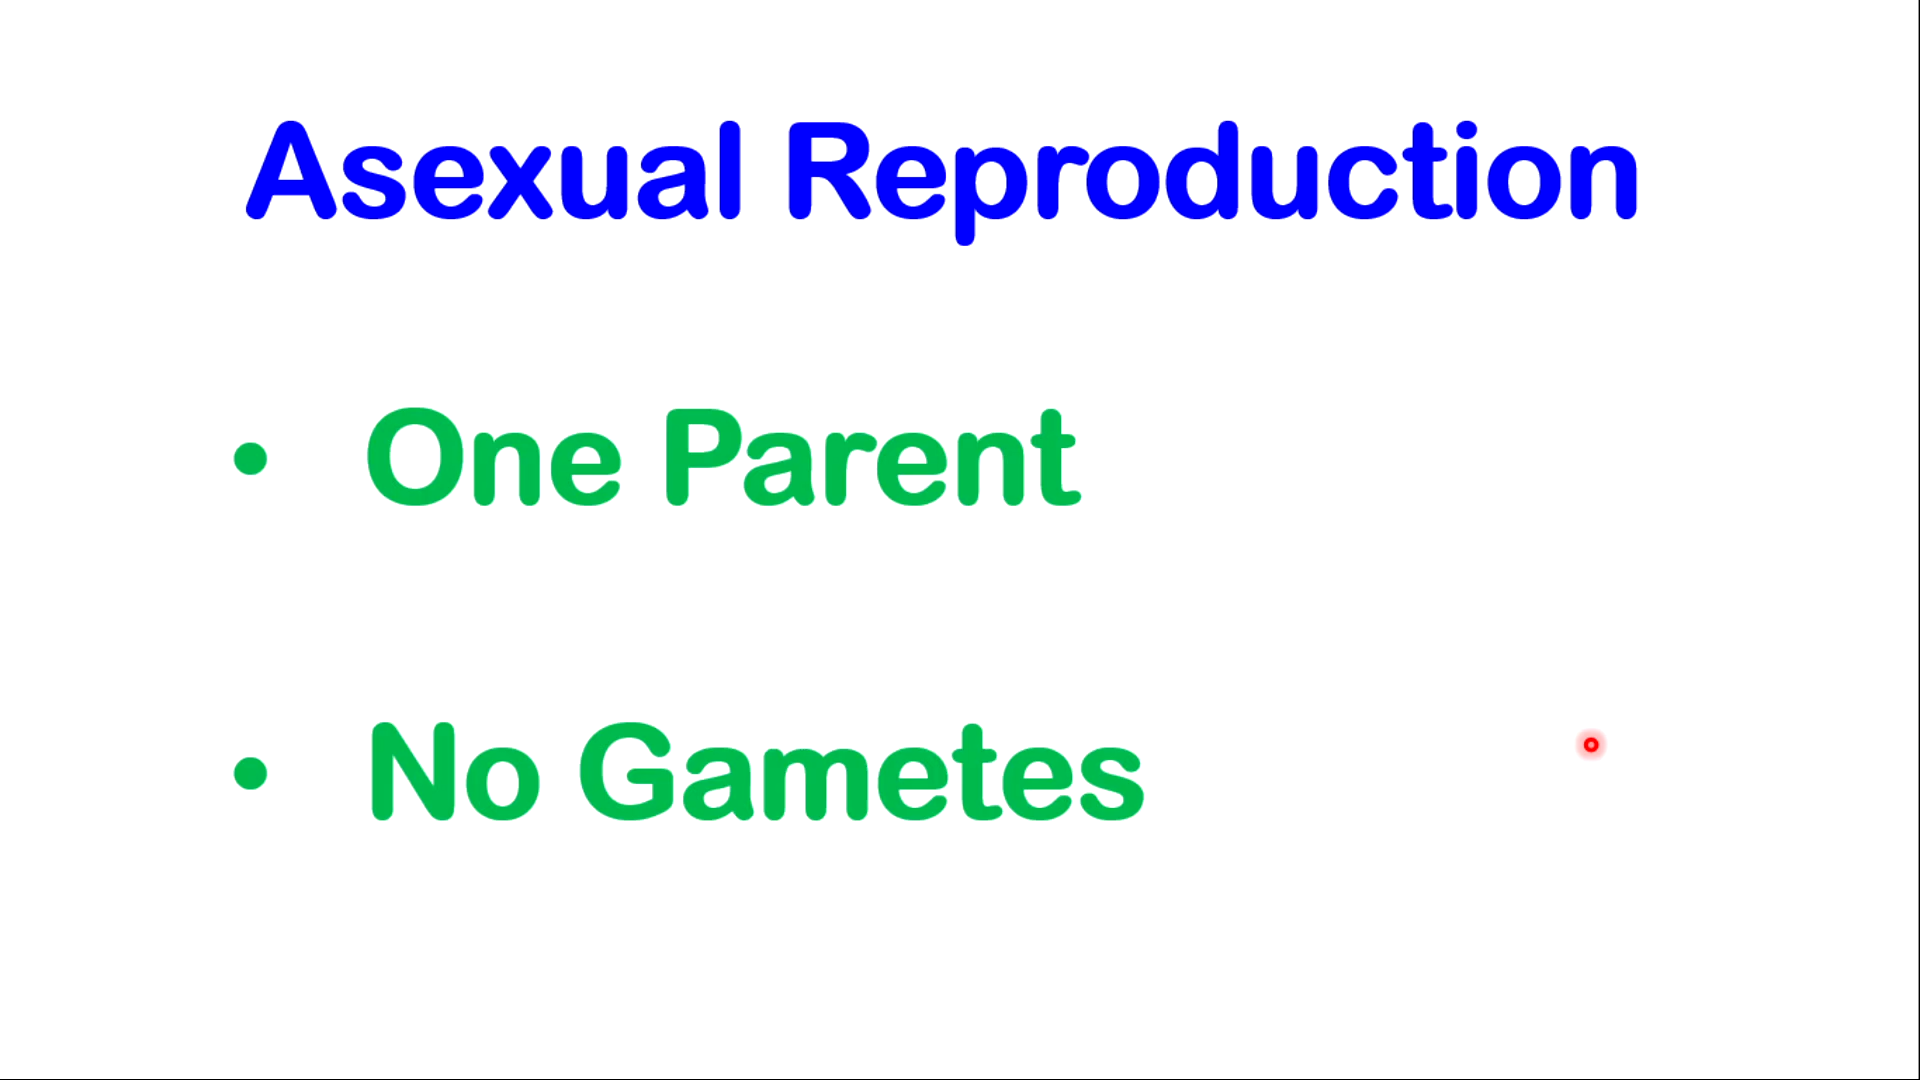 Asexual Reproduction
• One Parent
• No Gametes